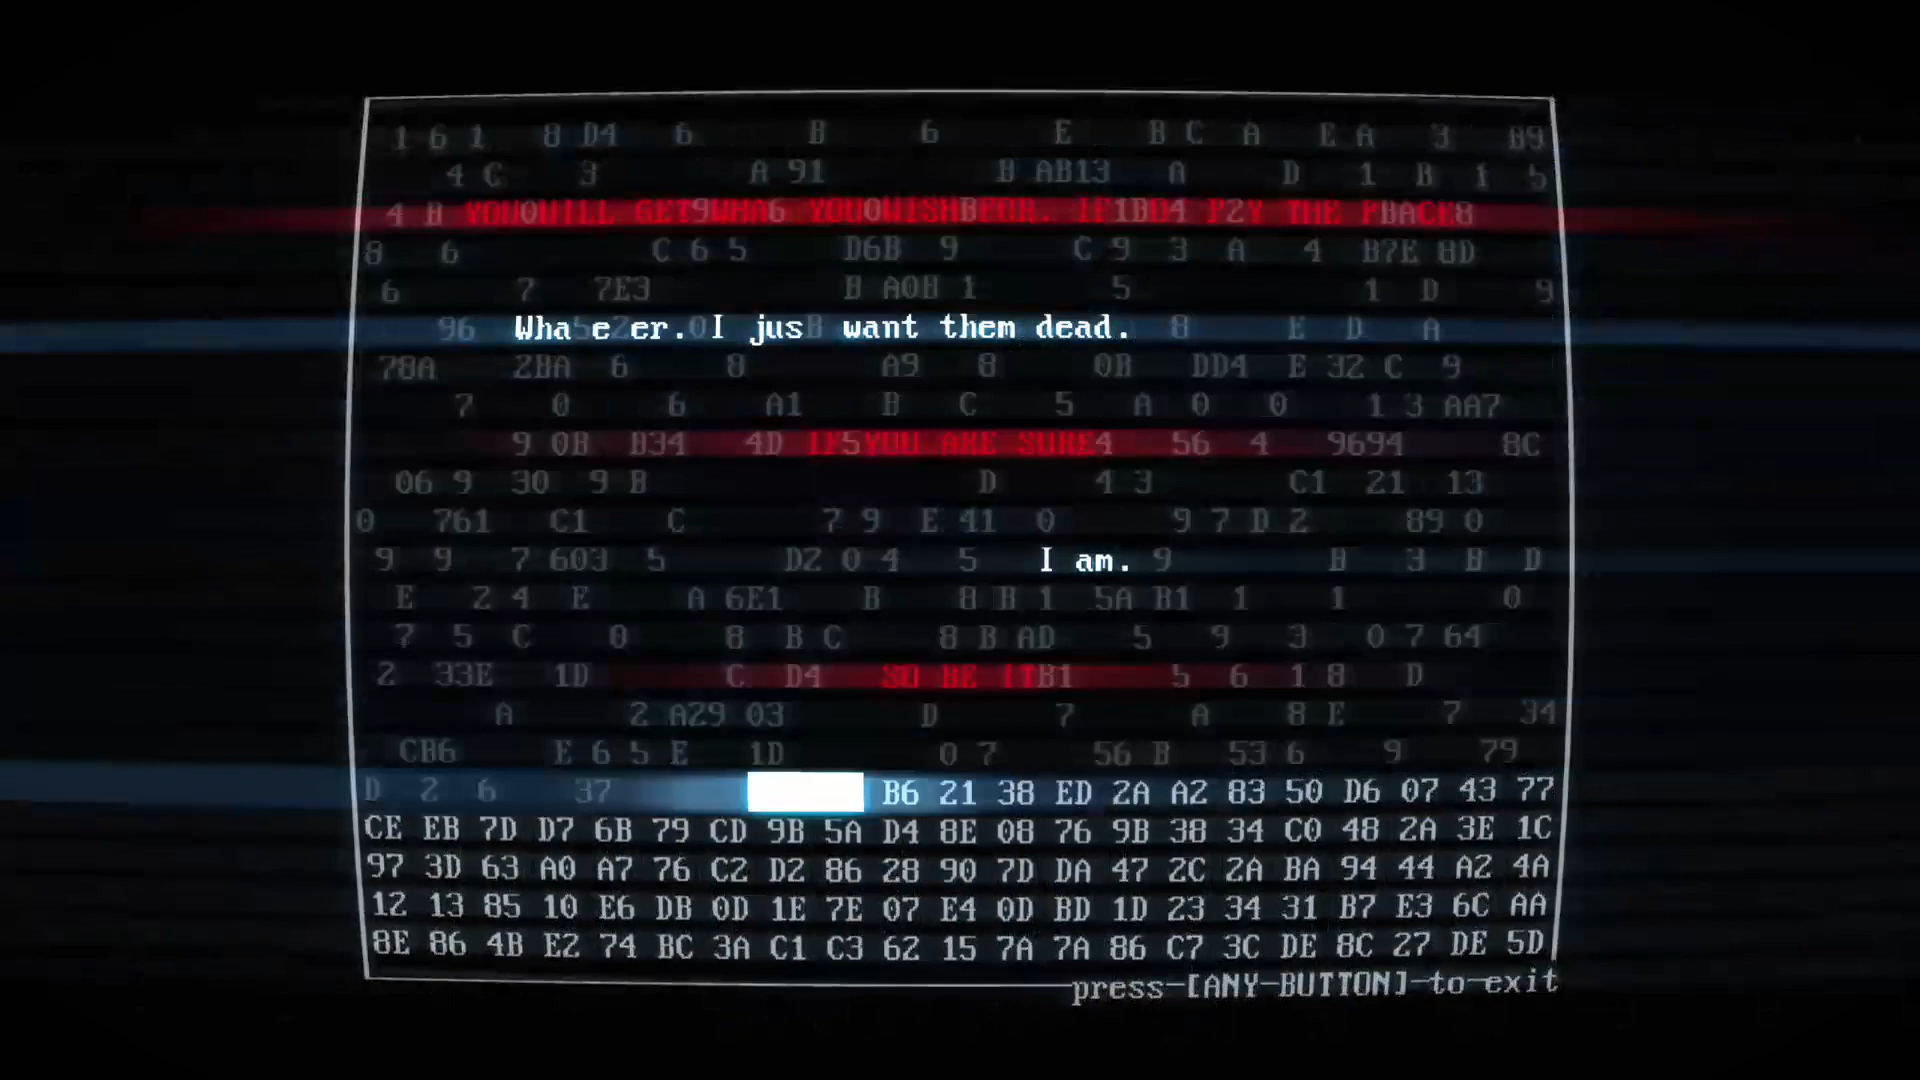 1 6 1 8 D4 6 B 6 E B C A E A 3 B9
4 C 3 A 91 B AB13 A D 1 B 1 5
4 B YOU0WILL GET9WHA6 YOU0WISHBFOR. IF1BO4 P2Y THE PBACE8
8 6 C 6 5 D6B 9 C 9 3 A 4 B7E 8D
6 7 7E3 B A0B 1 5 1 D 9
96 Wha5e2er.0I jusB want them dead. 8 E D A
78A 2BA 6 8 A9 8 0B DD4 E 32 C 9
7 0 6 A1 B C 5 A 0 0 1 3 AA7
9 0B B34 4D IF5YOU ARE SURE4 56 4 9694 8C
06 9 30 9 B D 4 3 C1 21 13
0 761 C1 C 7 9 E 41 0 9 7 D 2 89 0
9 9 7 603 5 D2 0 4 5 I am. 9 B 3 B D
E 2 4 E A 6E1 B 8 B 1 5A B1 1 1 0
7 5 C 0 8 B C 8 B AD 5 9 3 0 7 64
2 33E 1D C D4 SO BE ITB1 5 6 1 8 D
A 2 A29 03 D 7 A 8 E 7 34
CB6 E 6 5 E 1D 0 7 56 B 53 6 9 79
D 2 6 37 B6 21 38 ED 2A A2 83 50 D6 07 43 77
CE EB 7D D7 6B 79 CD 9B 5A D4 8E 08 76 9B 38 34 C0 48 2A 3E 1C
97 3D 63 A0 A7 76 C2 D2 86 28 90 7D DA 47 2C 2A BA 94 44 A2 4A
12 13 85 10 E6 DB 0D 1E 7E 07 E4 0D BD 1D 23 34 31 B7 E3 6C AA
8E 86 4B E2 74 BC 3A C1 C3 62 15 7A 7A 86 C7 3C DE 8C 27 DE 5D
press-[ANY-BUTTON]-to-exit